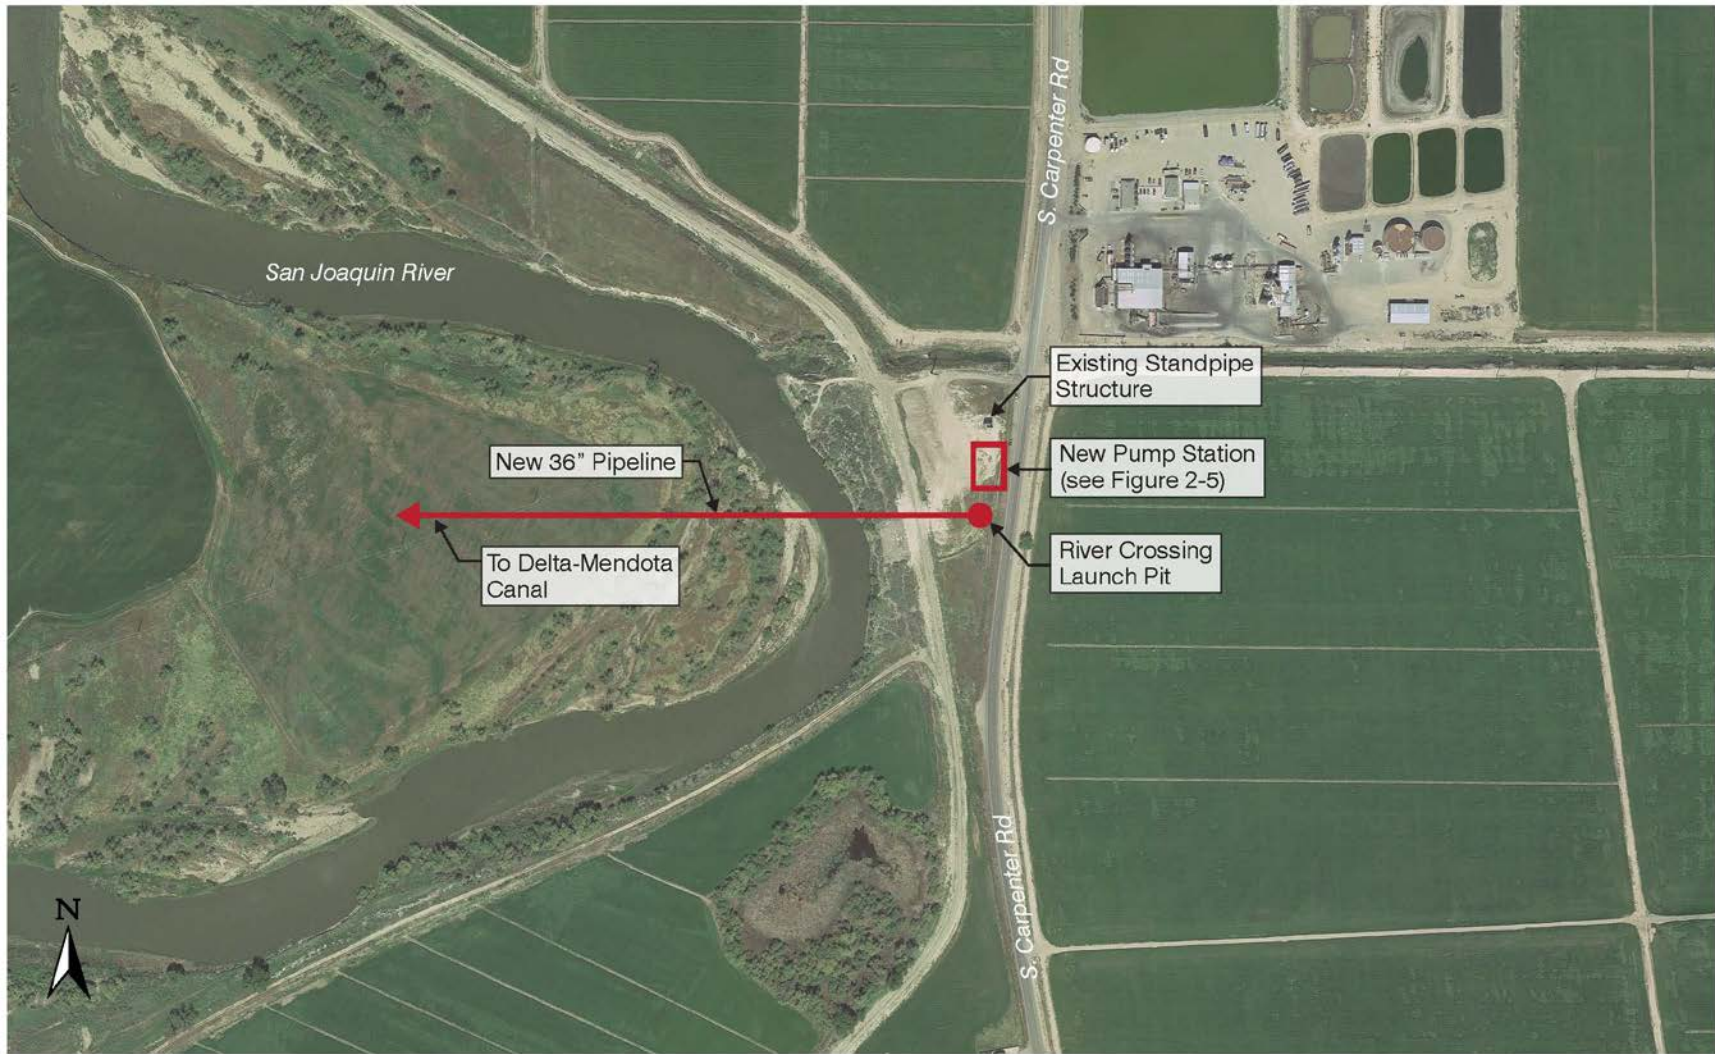 S. Carpenter Rd
San Joaquin River
Existing Standpipe
Structure
New 36” Pipeline
New Pump Station
(see Figure 2-5)
To Delta-Mendota
Canal
River Crossing
Launch Pit
S. Carpenter Rd
N